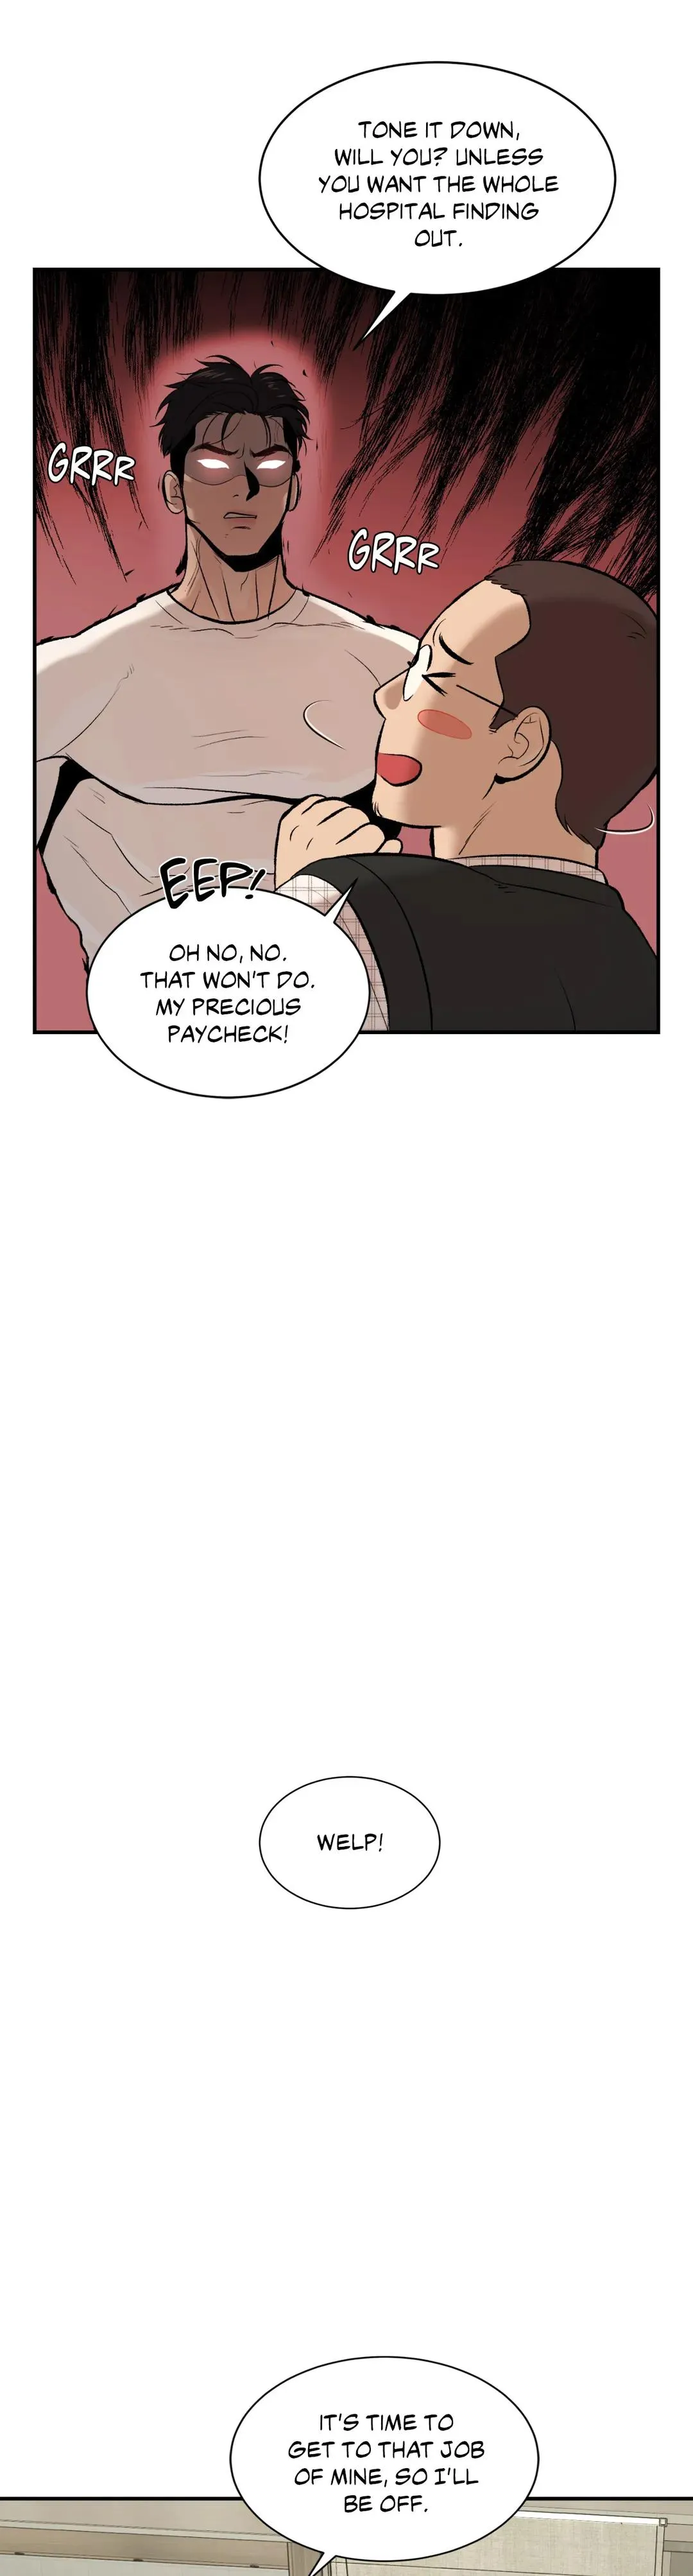 TONE IT DOWN,
WILL YOU? UNLESS
YOU WANT THE WHOLE
HOSPITAL FINDING
OUT.
GRRR
GRRR
EEP!
OH NO, NO.
THAT WON'T DO.
MY PRECIOUS
PAYCHECK!
WELP!
IT'S TIME TO
GET TO THAT JOB
OF MINE, SO I'LL
BE OFF.